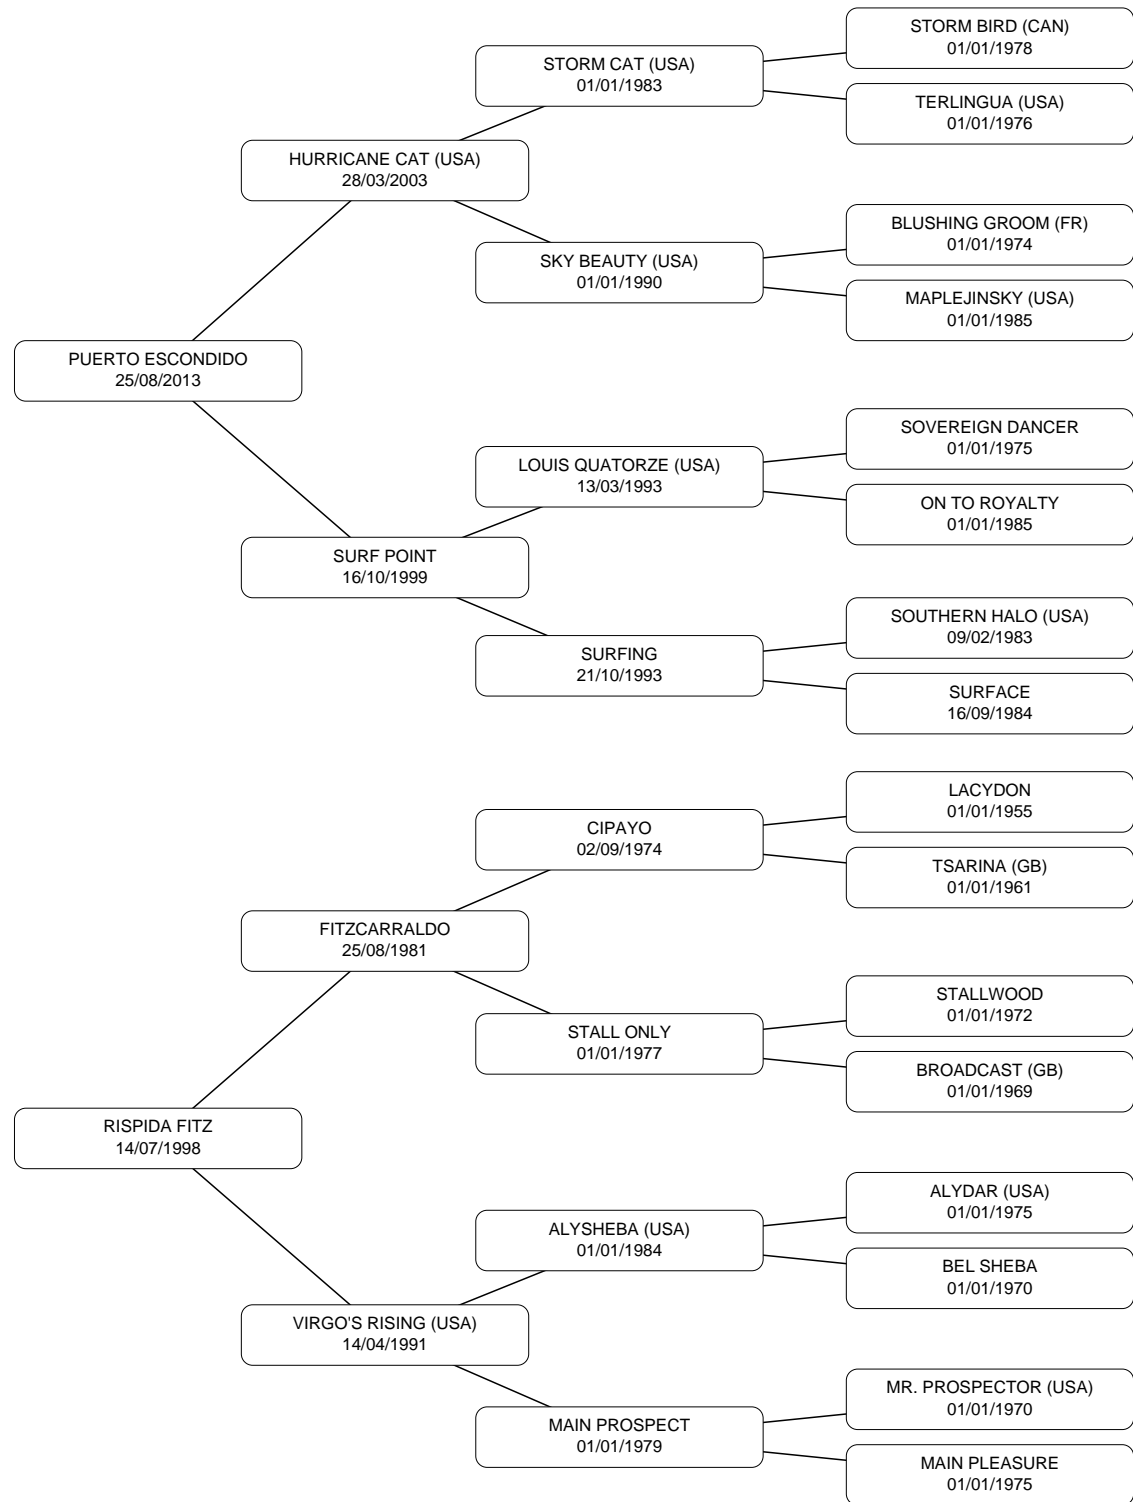 STORM BIRD (CAN)
01/01/1978
STORM CAT (USA)
01/01/1983
TERLINGUA (USA)
01/01/1976
HURRICANE CAT (USA)
28/03/2003
BLUSHING GROOM (FR)
01/01/1974
SKY BEAUTY (USA)
01/01/1990
MAPLEJINSKY (USA)
01/01/1985
PUERTO ESCONDIDO
25/08/2013
SOVEREIGN DANCER
01/01/1975
LOUIS QUATORZE (USA)
13/03/1993
ON TO ROYALTY
01/01/1985
SURF POINT
16/10/1999
SOUTHERN HALO (USA)
09/02/1983
SURFING
21/10/1993
SURFACE
16/09/1984
LACYDON
01/01/1955
CIPAYO
02/09/1974
TSARINA (GB)
01/01/1961
FITZCARRALDO
25/08/1981
STALLWOOD
01/01/1972
STALL ONLY
01/01/1977
BROADCAST (GB)
01/01/1969
RISPIDA FITZ
14/07/1998
ALYDAR (USA)
01/01/1975
ALYSHEBA (USA)
01/01/1984
BEL SHEBA
01/01/1970
VIRGO'S RISING (USA)
14/04/1991
MR. PROSPECTOR (USA)
01/01/1970
MAIN PROSPECT
01/01/1979
MAIN PLEASURE
01/01/1975